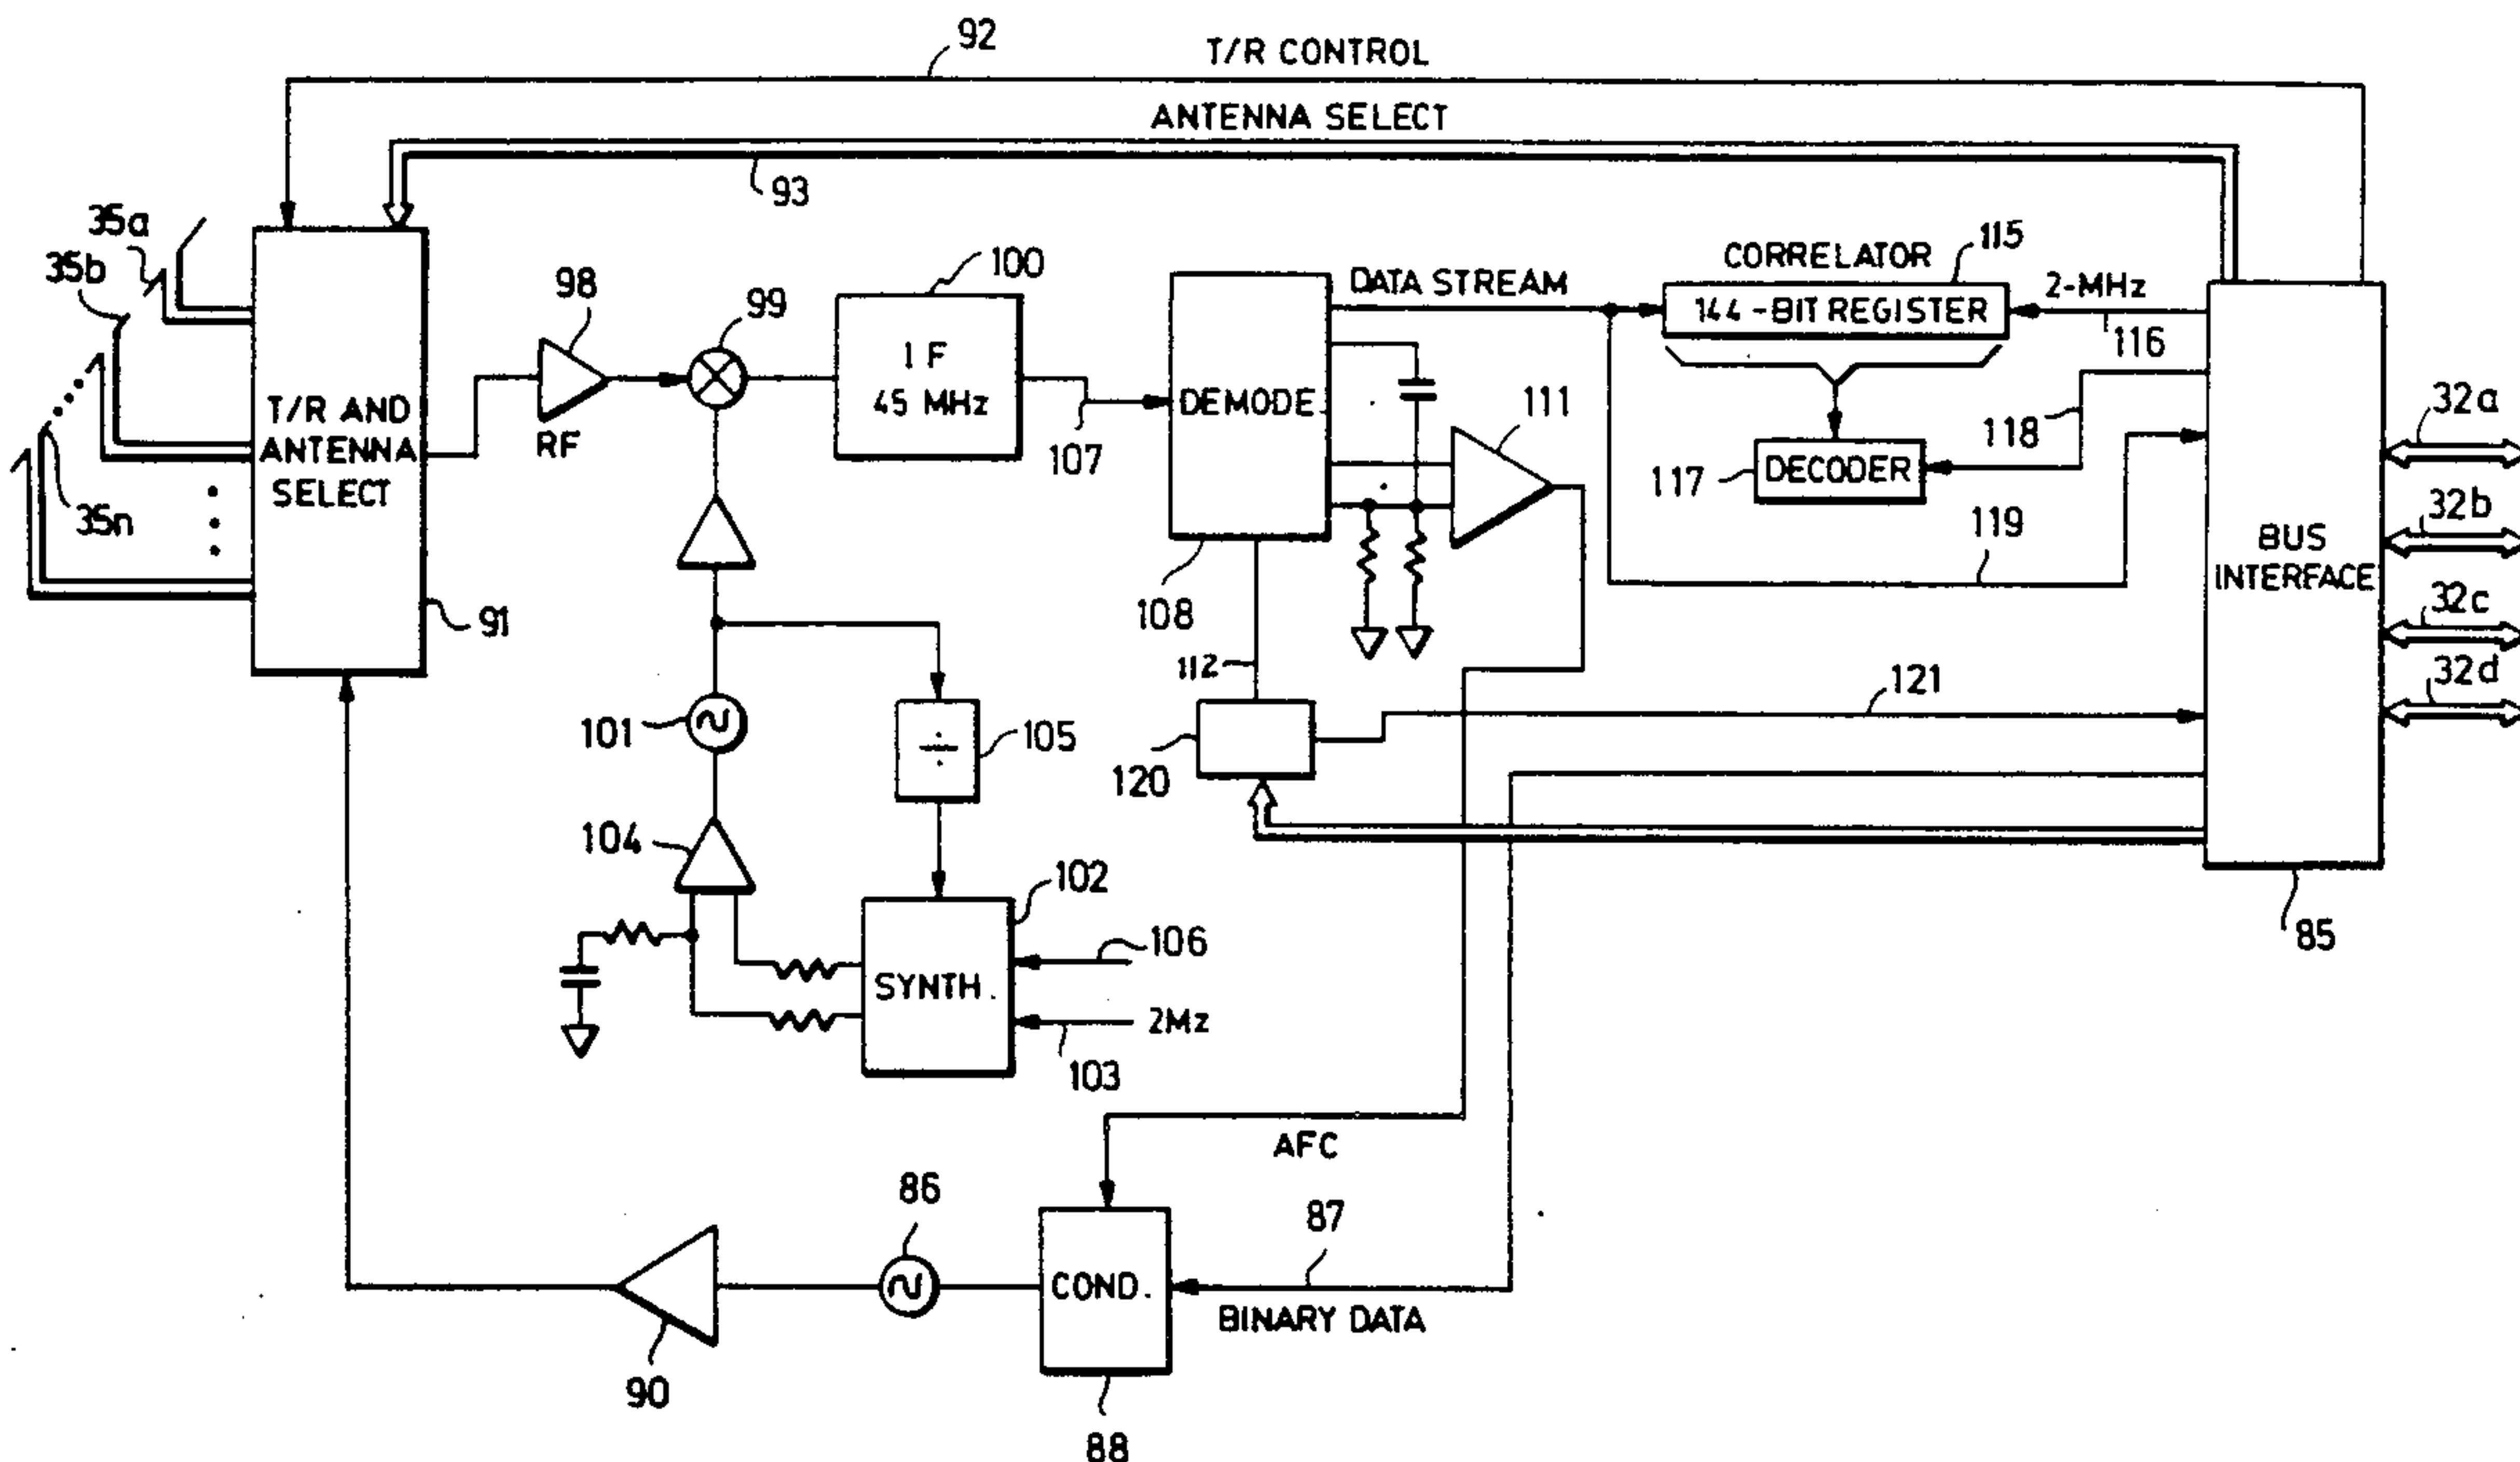 92
T/R CONTROL
ANTENNA SELECT
93
35a
35b
35n
T/R AND
ANTENNA
SELECT
91
98
RF
99
100
I F
45 MHz
107
DEMODE.
108
DATA STREAM
111
CORRELATOR
115
144-BIT REGISTER
2-MHz
116
118
117
DECODER
119
BUS
INTERFACE
32a
32b
32c
32d
112
121
120
101
105
104
102
SYNTH.
106
2Mz
103
85
AFC
86
87
COND.
BINARY DATA
90
88